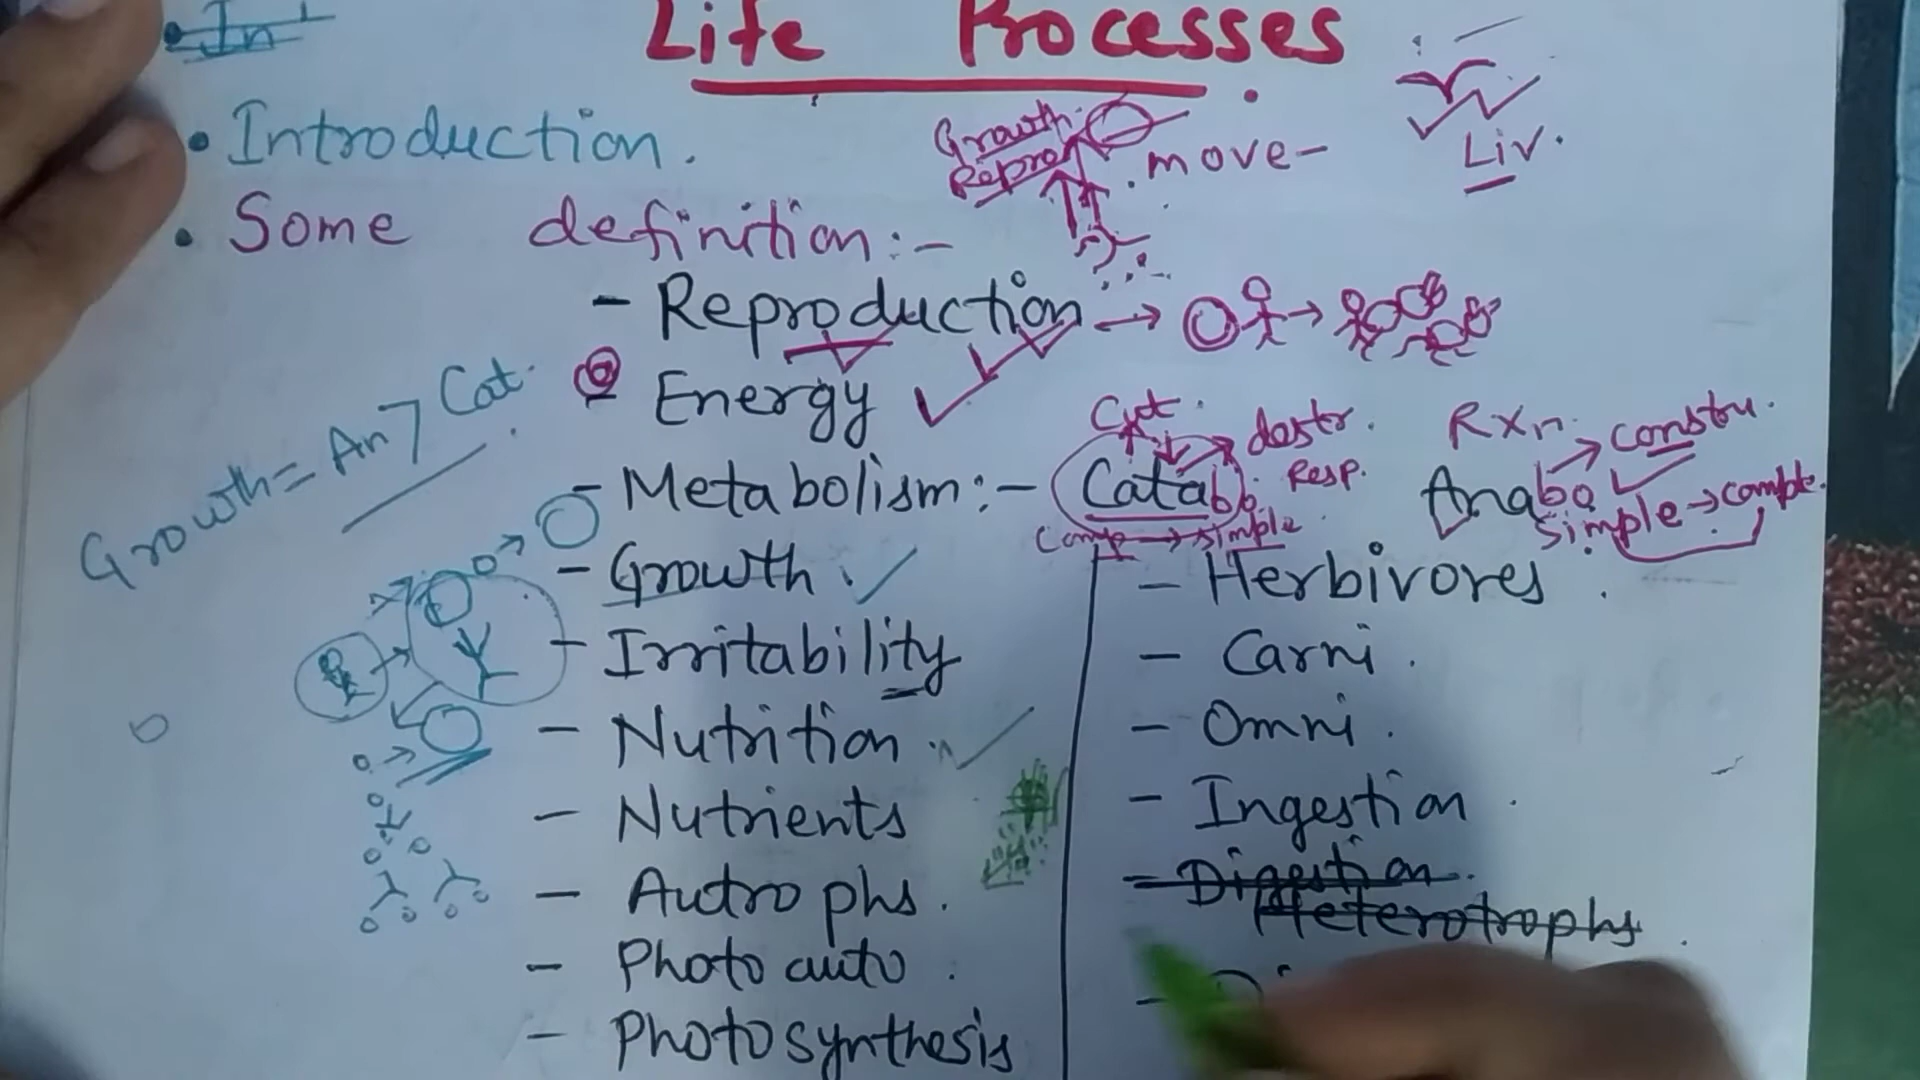 In
Life Processes
• Introduction.
Growth.
Repro
. move -
Liv.
• Some definition :-
- Reproduction →
- Energy
Growth = An > Cat.
- Metabolism :- Catab.
destr.
Resp.
Comp → simple
Rxn.
constru.
Anabo
simple → comple.
- Growth.
- Irritability
- Nutrition.
- Nutrients
- Autrophs.
- Photo auto.
- Photosynthesis
- Herbivores
- Carni.
- Omni.
- Ingestion
- Digestion.
Heterotrophs